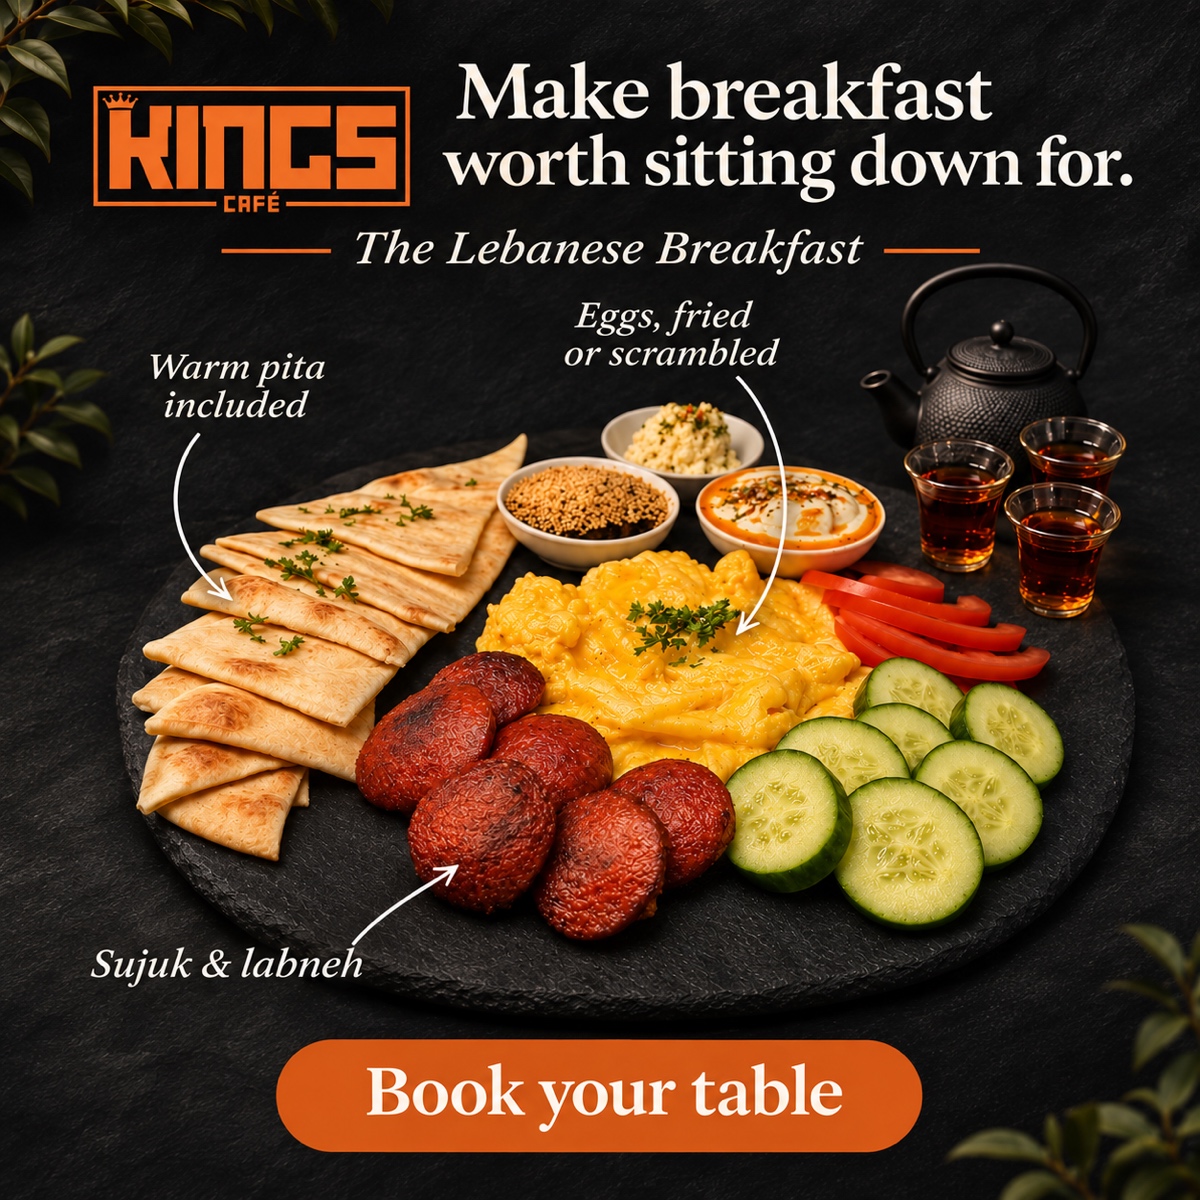 KINGS
CAFÉ
Make breakfast
worth sitting down for.
The Lebanese Breakfast
Eggs, fried
or scrambled
Warm pita
included
Sujuk & labneh
Book your table